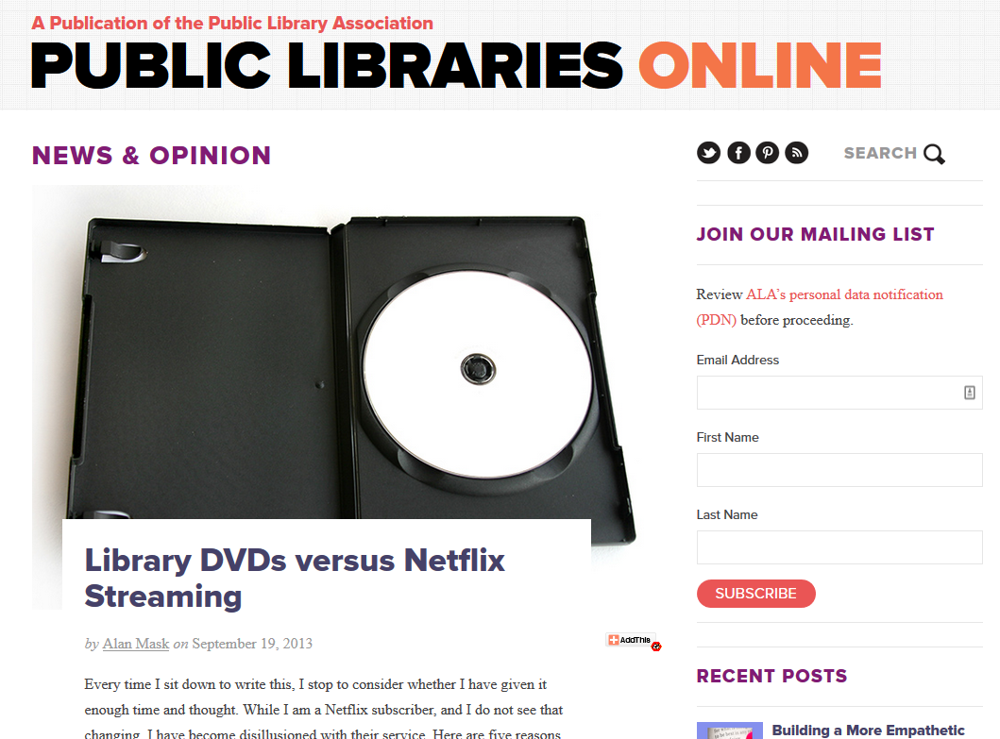 A Publication of the Public Library Association
PUBLIC LIBRARIES ONLINE
NEWS & OPINION
SEARCH
Library DVDs versus Netflix
Streaming
by Alan Mask on September 19, 2013
AddThis
Every time I sit down to write this, I stop to consider whether I have given it
enough time and thought. While I am a Netflix subscriber, and I do not see that
changing, I have become disillusioned with their service. Here are five reasons
JOIN OUR MAILING LIST
Review ALA’s personal data notification
(PDN) before proceeding.
Email Address
First Name
Last Name
SUBSCRIBE
RECENT POSTS
Building a More Empathetic